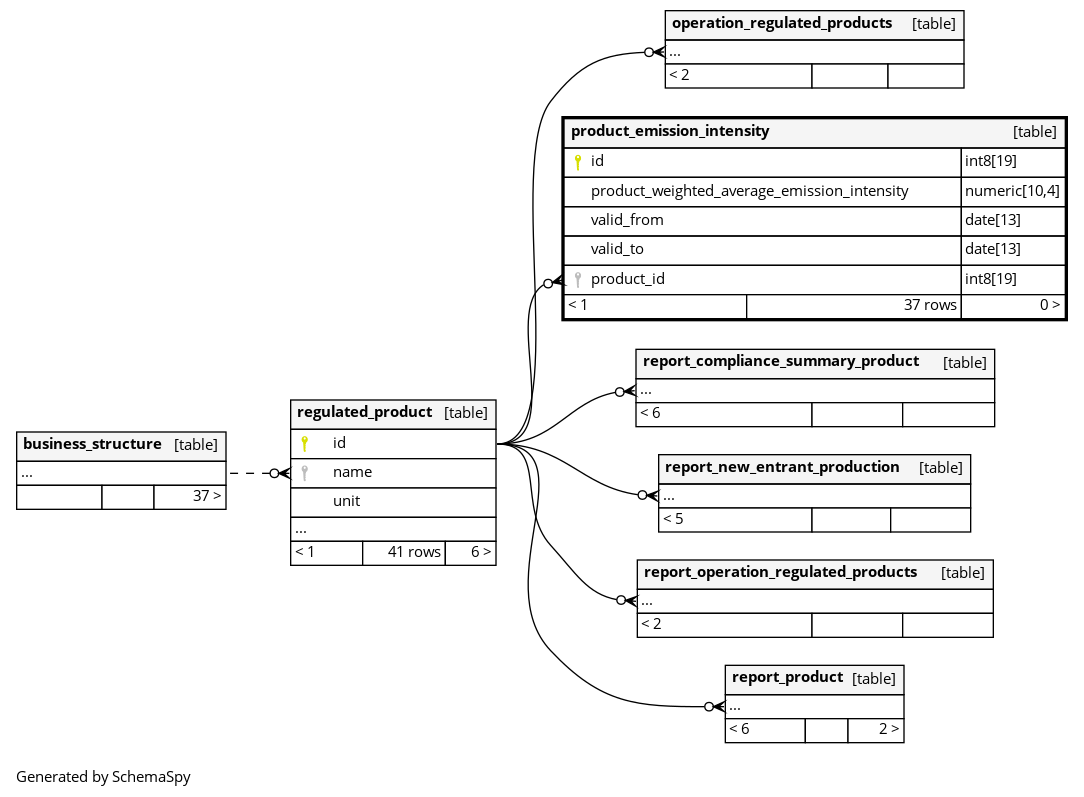 operation_regulated_products [table]
...
< 2
product_emission_intensity [table]
id int8[19]
product_weighted_average_emission_intensity numeric[10,4]
valid_from date[13]
valid_to date[13]
product_id int8[19]
< 1 37 rows 0 >
report_compliance_summary_product [table]
...
< 6
regulated_product [table]
id
name
unit
...
< 1 41 rows 6 >
business_structure [table]
...
37 >
report_new_entrant_production [table]
...
< 5
report_operation_regulated_products [table]
...
< 2
report_product [table]
...
< 6 2 >
Generated by SchemaSpy